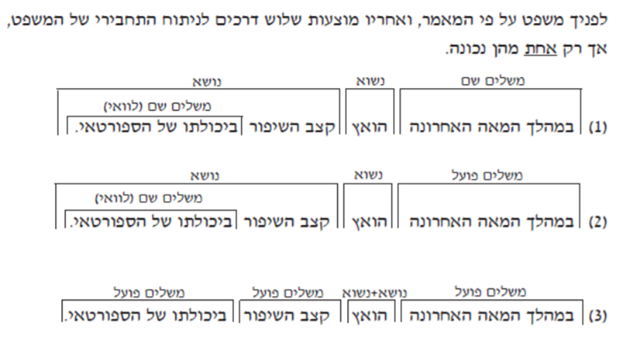 לפניך משפט על פי המאמר, ואחריו מוצעות שלוש דרכים לניתוח התחבירי של המשפט,
אך רק אחת מהן נכונה.
משלים שם נשוא נושא
משלים שם (לוואי)
(1) במהלך המאה האחרונה הואץ קצב השיפור ביכולתו של הספורטאי.
משלים פועל נשוא נושא
משלים שם (לוואי)
(2) במהלך המאה האחרונה הואץ קצב השיפור ביכולתו של הספורטאי.
משלים פועל נושא+נשוא משלים פועל משלים פועל
(3) במהלך המאה האחרונה הואץ קצב השיפור ביכולתו של הספורטאי.